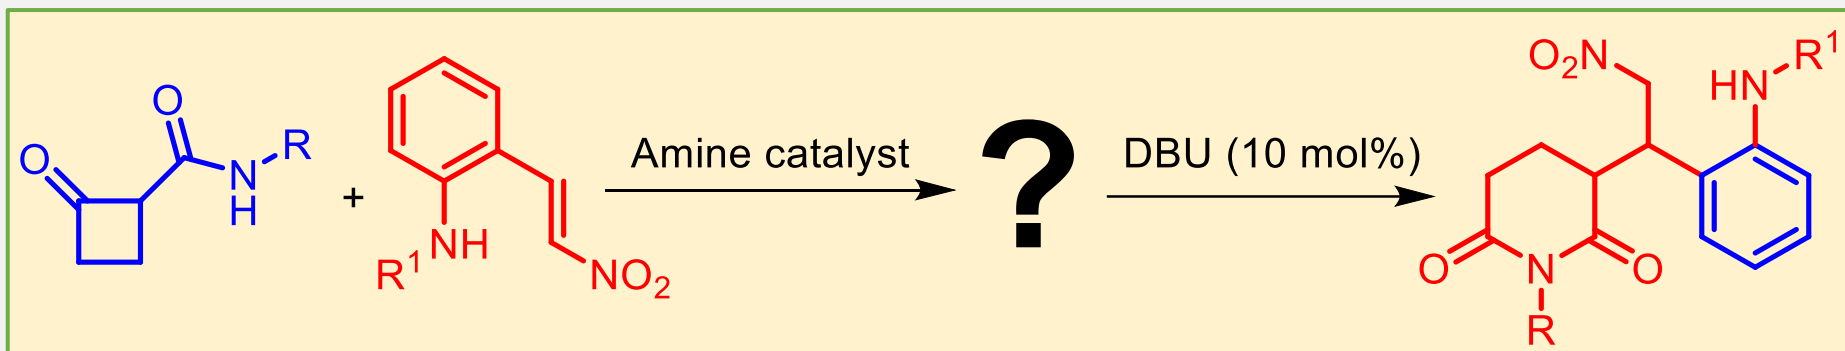 O
O
N
H
R
+
R¹
NH
NO₂
Amine catalyst
?
DBU (10 mol%)
O₂N
HN
R¹
O
N
O
R